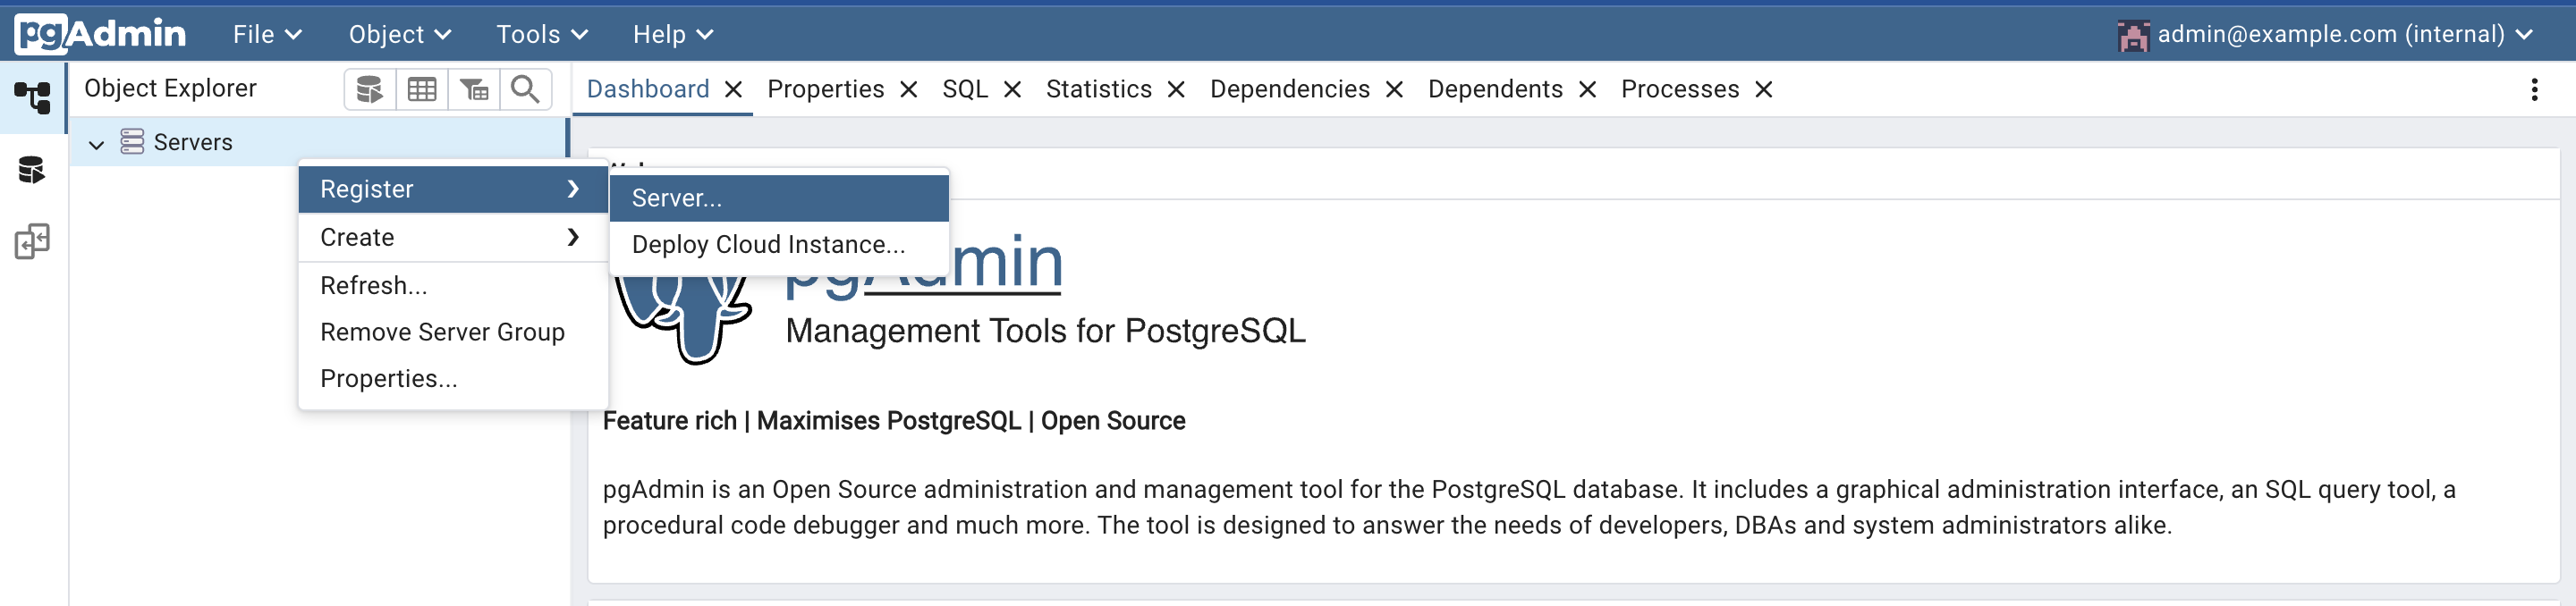 pgAdmin File Object Tools Help admin@example.com (internal)
Object Explorer
Dashboard Properties SQL Statistics Dependencies Dependents Processes
Servers
Register
Create
Refresh...
Remove Server Group
Properties...
Server...
Deploy Cloud Instance...
pgAdmin
Management Tools for PostgreSQL
Feature rich | Maximises PostgreSQL | Open Source
pgAdmin is an Open Source administration and management tool for the PostgreSQL database. It includes a graphical administration interface, an SQL query tool, a
procedural code debugger and much more. The tool is designed to answer the needs of developers, DBAs and system administrators alike.